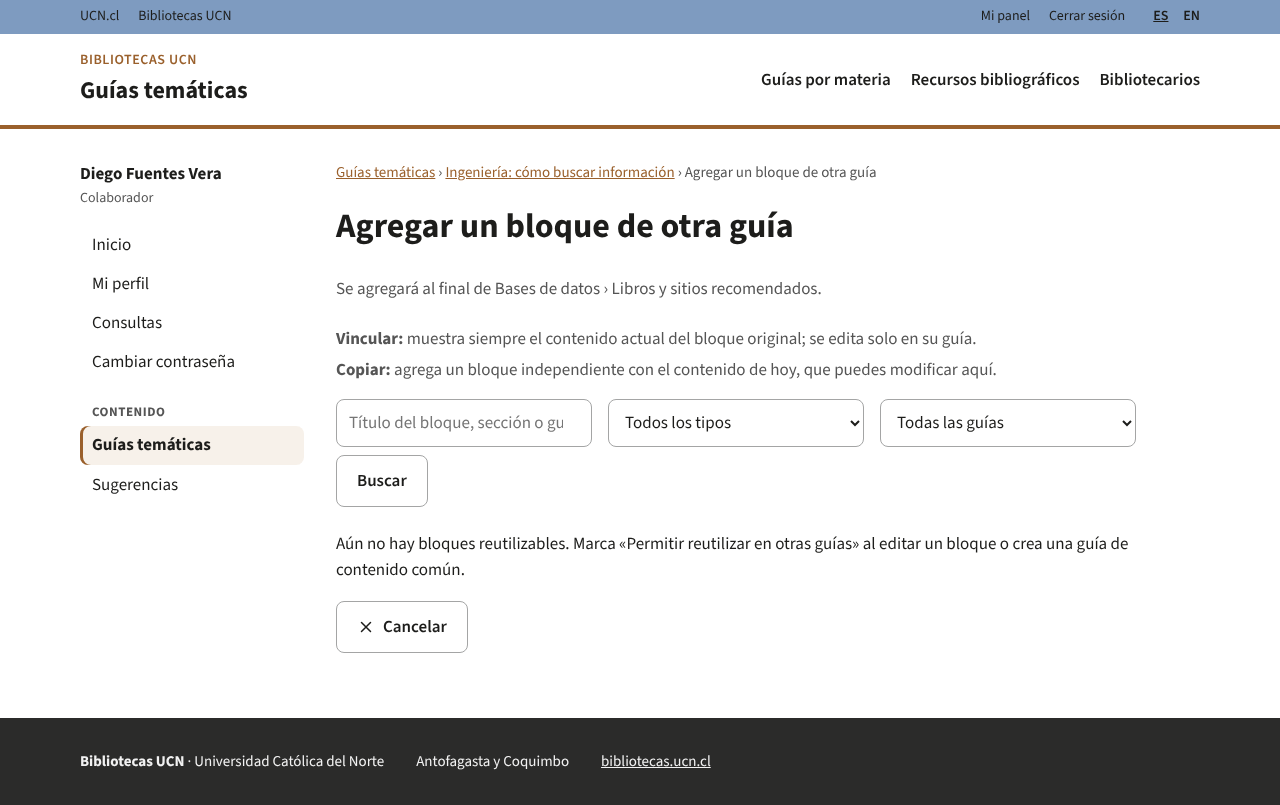 UCN.cl Bibliotecas UCN Mi panel Cerrar sesión ES EN
BIBLIOTECAS UCN
Guías temáticas
Guías por materia Recursos bibliográficos Bibliotecarios
Diego Fuentes Vera
Colaborador
Inicio
Mi perfil
Consultas
Cambiar contraseña
CONTENIDO
Guías temáticas
Sugerencias
Guías temáticas › Ingeniería: cómo buscar información › Agregar un bloque de otra guía
Agregar un bloque de otra guía
Se agregará al final de Bases de datos › Libros y sitios recomendados.
Vincular: muestra siempre el contenido actual del bloque original; se edita solo en su guía.
Copiar: agrega un bloque independiente con el contenido de hoy, que puedes modificar aquí.
Título del bloque, sección o gu Todos los tipos Todas las guías
Buscar
Aún no hay bloques reutilizables. Marca «Permitir reutilizar en otras guías» al editar un bloque o crea una guía de
contenido común.
Cancelar
Bibliotecas UCN · Universidad Católica del Norte Antofagasta y Coquimbo bibliotecas.ucn.cl